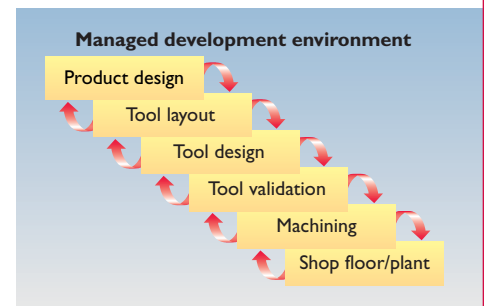 Managed development environment
Product design
Tool layout
Tool design
Tool validation
Machining
Shop floor/plant